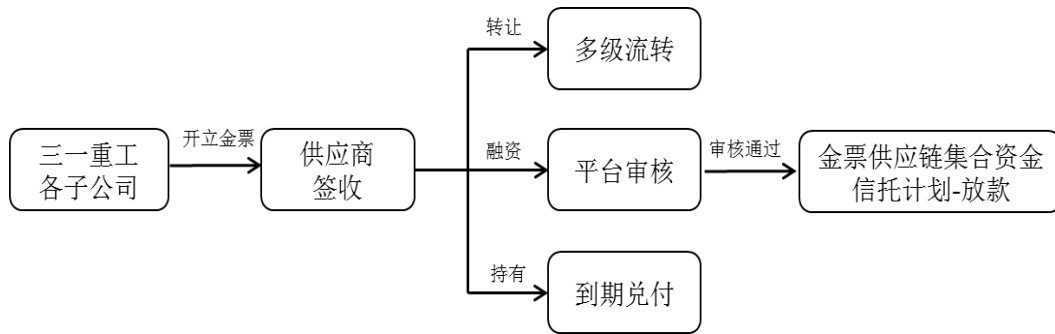 转让
多级流转
三一重工
各子公司
开立金票
供应商
签收
融资
平台审核
审核通过
金票供应链集合资金
信托计划-放款
持有
到期兑付